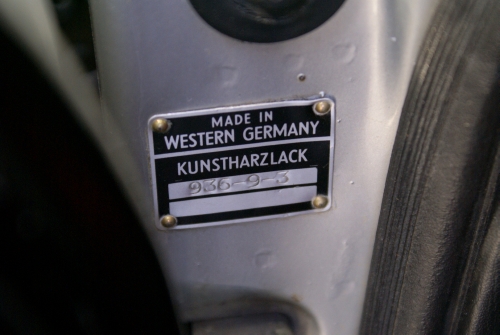 MADE IN
WESTERN GERMANY
KUNSTHARZLACK
936-9-3